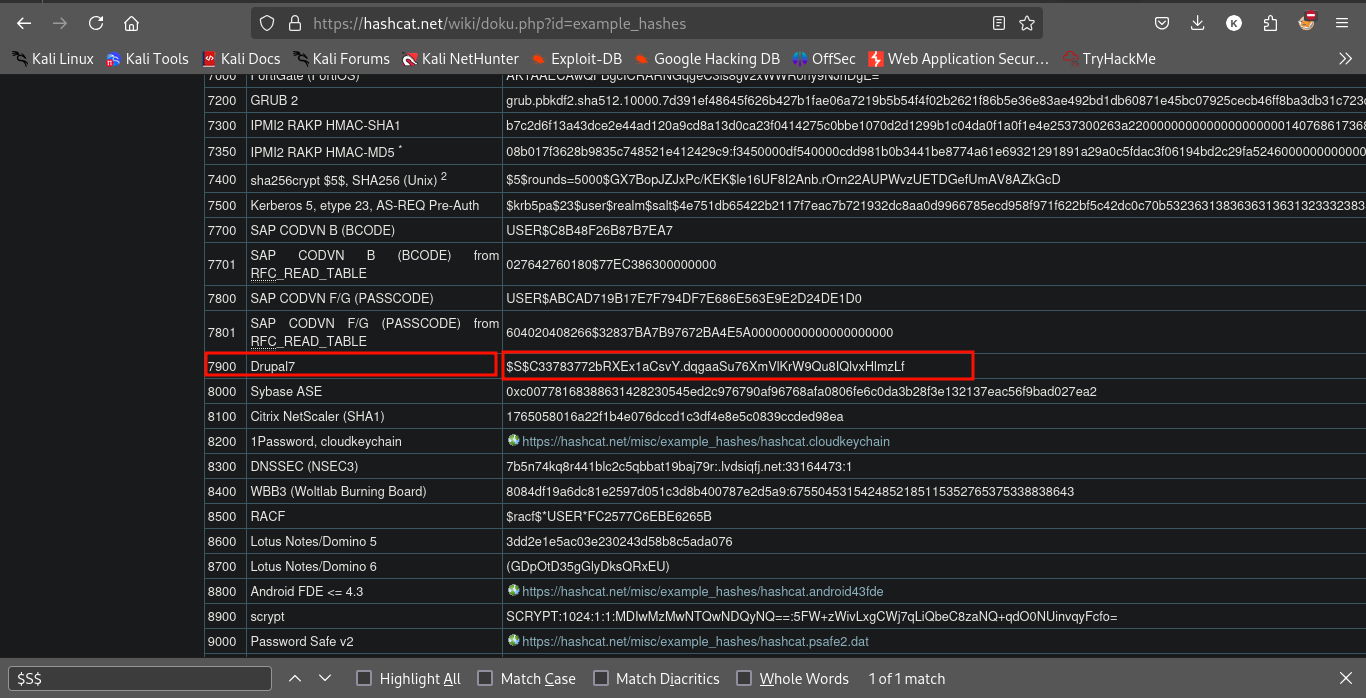 https://hashcat.net/wiki/doku.php?id=example_hashes
Kali Linux Kali Tools Kali Docs Kali Forums Kali NetHunter Exploit-DB Google Hacking DB OffSec Web Application Secur… TryHackMe
7000 FortiGate (FortiOS)
7200 GRUB 2 grub.pbkdf2.sha512.10000.7d391ef48645f626b427b1fae06a7219b5b54f4f02b2621f86b5e36e83ae492bd1db60871e45bc07925cecb46ff8ba3db31c723c
7300 IPMI2 RAKP HMAC-SHA1
7350 IPMI2 RAKP HMAC-MD5 *
7400 sha256crypt $5$, SHA256 (Unix) 2 $5$rounds=5000$GX7BopJZJxPc/KEK$le16UF8I2Anb.rOrn22AUPWvzUETDGefUmAV8AZkGcD
7500 Kerberos 5, etype 23, AS-REQ Pre-Auth
7700 SAP CODVN B (BCODE) USER$C8B48F26B87B7EA7
7701 SAP CODVN B (BCODE) from RFC_READ_TABLE 027642760180$77EC386300000000
7800 SAP CODVN F/G (PASSCODE) USER$ABCAD719B17E7F794DF7E686E563E9E2D24DE1D0
7801 SAP CODVN F/G (PASSCODE) from RFC_READ_TABLE 604020408266$32837BA7B97672BA4E5A00000000000000000000
7900 Drupal7 $S$C33783772bRXEx1aCsvY.dqgaaSu76XmVlKrW9Qu8IQlvxHlmzLf
8000 Sybase ASE 0xc00778168388631428230545ed2c976790af96768afa0806fe6c0da3b28f3e132137eac56f9bad027ea2
8100 Citrix NetScaler (SHA1) 1765058016a22f1b4e076dccd1c3df4e8e5c0839ccded98ea
8200 1Password, cloudkeychain https://hashcat.net/misc/example_hashes/hashcat.cloudkeychain
8300 DNSSEC (NSEC3) 7b5n74kq8r441blc2c5qbbat19baj79r:.lvdsiqfj.net:33164473:1
8400 WBB3 (Woltlab Burning Board) 8084df19a6dc81e2597d051c3d8b400787e2d5a9:6755045315424852185115352765375338838643
8500 RACF $racf$*USER*FC2577C6EBE6265B
8600 Lotus Notes/Domino 5 3dd2e1e5ac03e230243d58b8c5ada076
8700 Lotus Notes/Domino 6 (GDpOtD35gGlyDksQRxEU)
8800 Android FDE <= 4.3 https://hashcat.net/misc/example_hashes/hashcat.android43fde
8900 scrypt SCRYPT:1024:1:1:MDIwMzMwNTQwNDQyNQ==:5FW+zWivLxgCWj7qLiQbeC8zaNQ+qdO0NUinvqyFcfo=
9000 Password Safe v2 https://hashcat.net/misc/example_hashes/hashcat.psafe2.dat
$S$ Highlight All Match Case Match Diacritics Whole Words 1 of 1 match